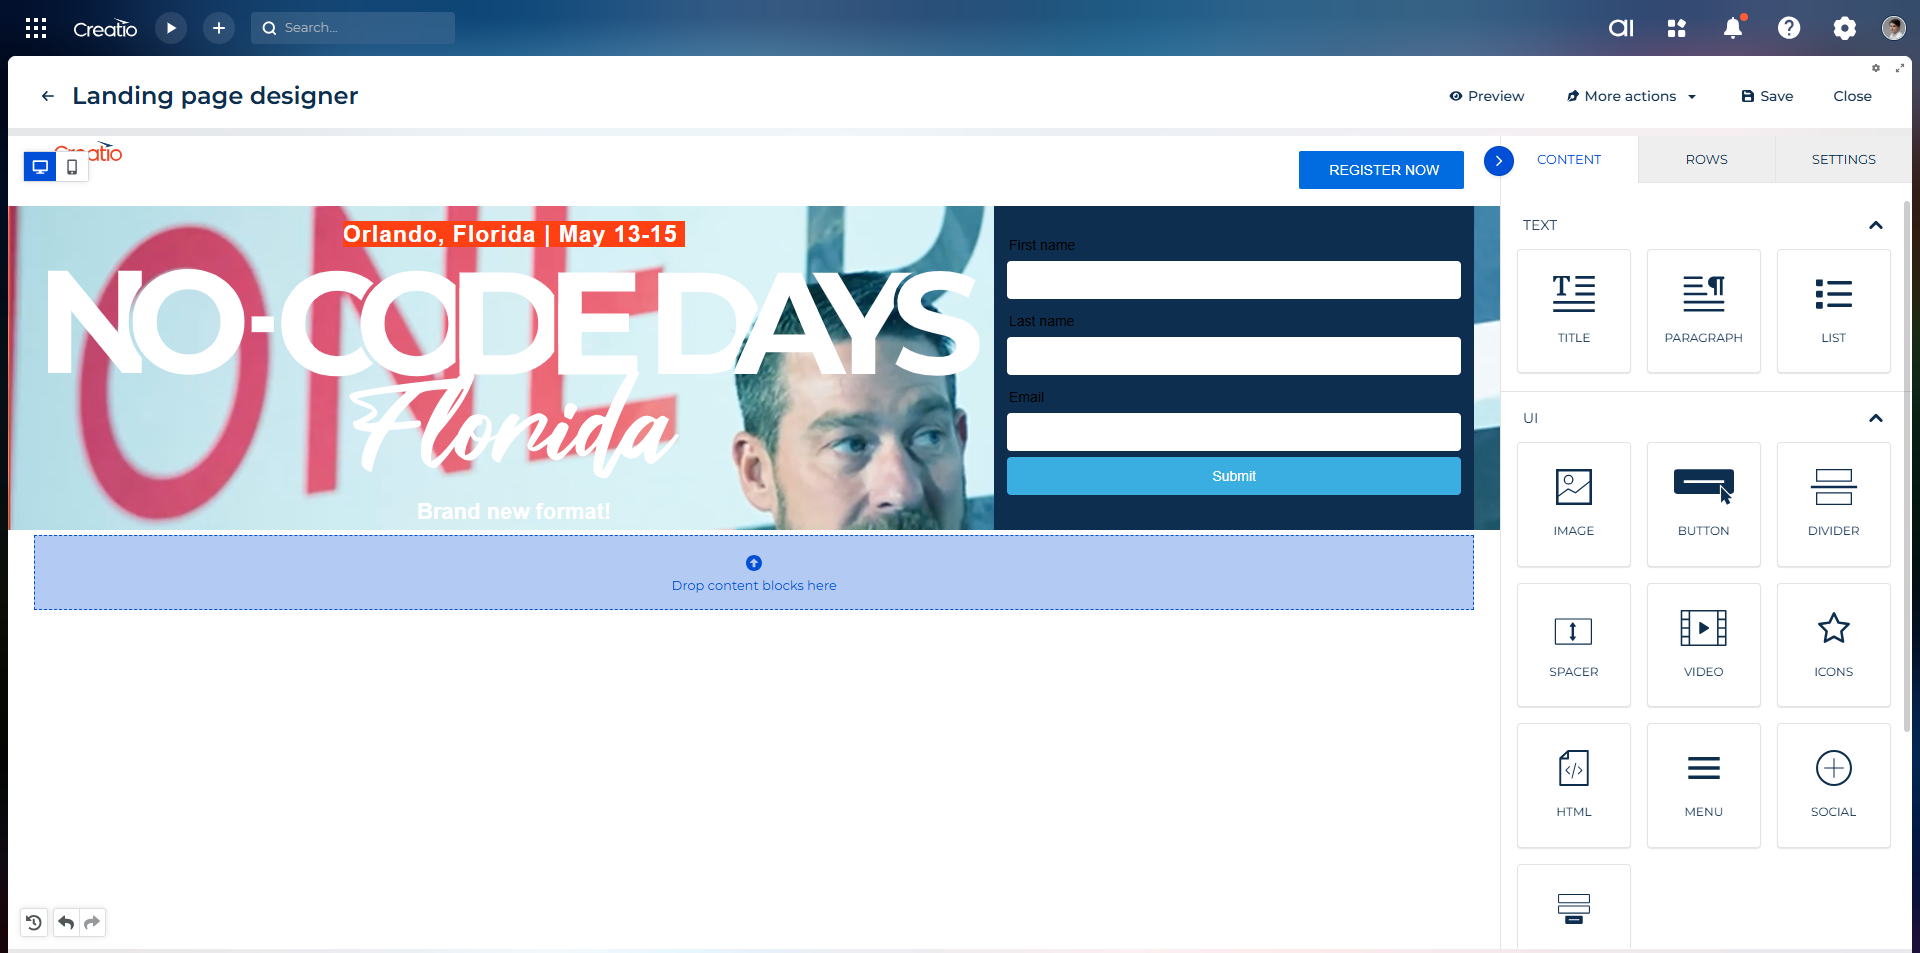 Creatio
Search...
aı
Landing page designer
Preview
More actions
Save
Close
Creatio
REGISTER NOW
CONTENT
ROWS
SETTINGS
Orlando, Florida | May 13-15
NO-CODE DAYS
Florida
Brand new format!
First name
Last name
Email
Submit
Drop content blocks here
TEXT
TITLE
PARAGRAPH
LIST
UI
IMAGE
BUTTON
DIVIDER
SPACER
VIDEO
ICONS
HTML
MENU
SOCIAL